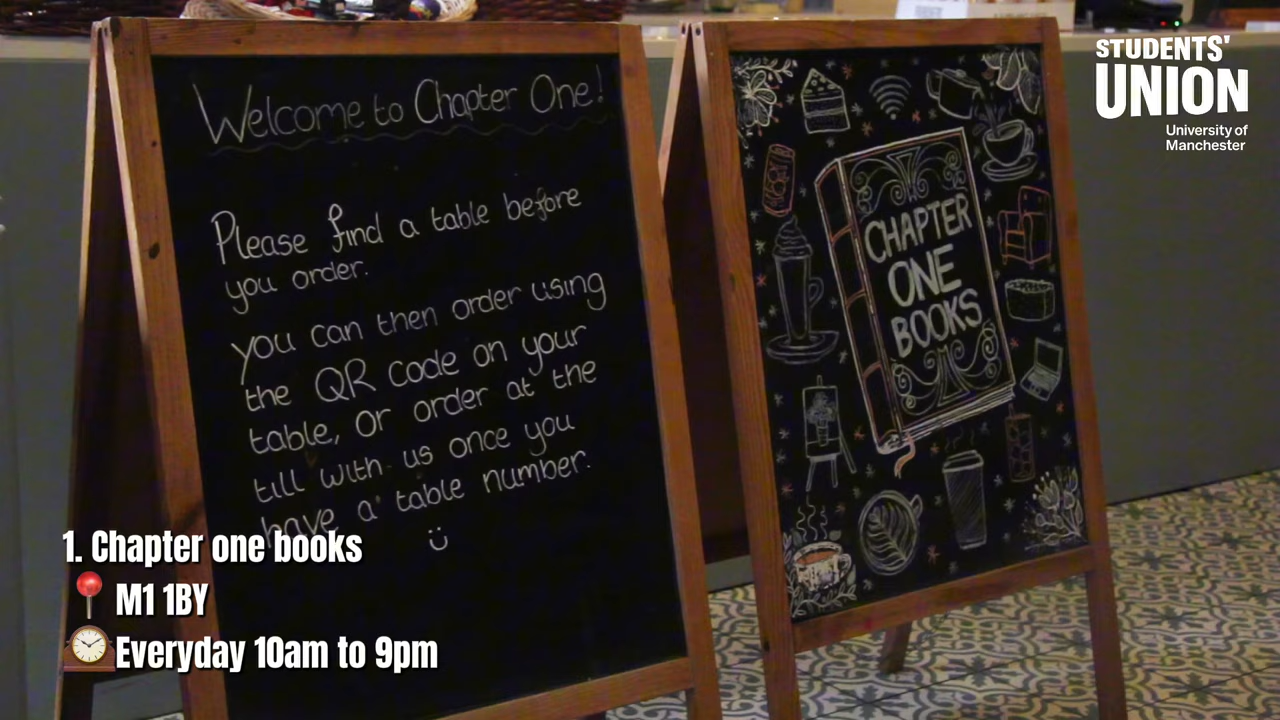 Welcome to Chapter One!
Please find a table before
you order.
you can then order using
the QR code on your
table, Or order at the
till with us once you
have a table number.
CHAPTER
ONE
BOOKS
STUDENTS'
UNION
University of
Manchester
1. Chapter one books
M1 1BY
Everyday 10am to 9pm